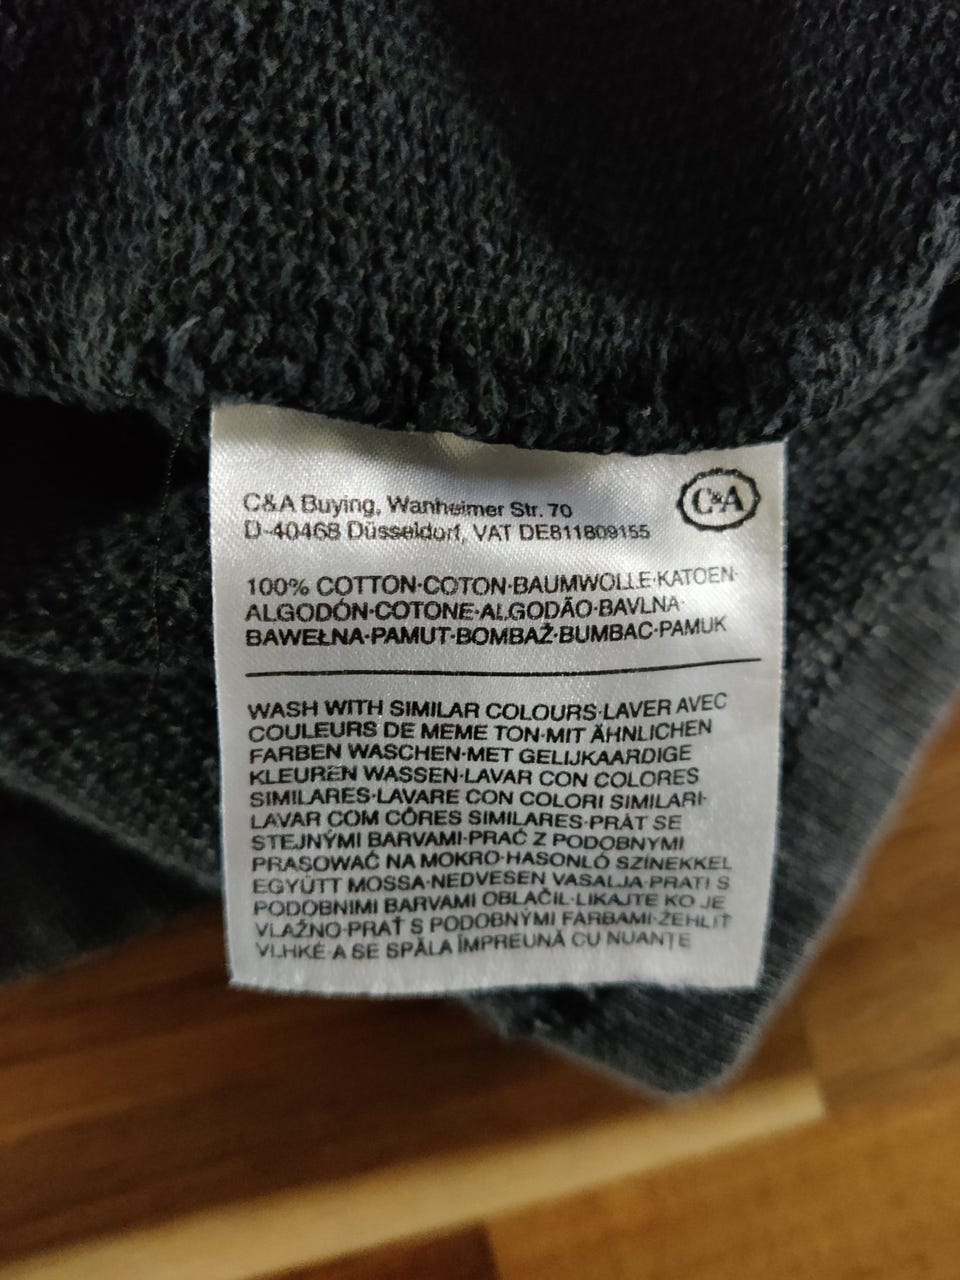 C&A Buying, Wanheimer Str. 70
D-40468 Düsseldorf, VAT DE811809155
C&A
100% COTTON·COTON·BAUMWOLLE·KATOEN·
ALGODÓN·COTONE·ALGODÃO·BAVLNA·
BAWEŁNA·PAMUT·BOMBAŽ·BUMBAC·PAMUK
WASH WITH SIMILAR COLOURS·LAVER AVEC
COULEURS DE MEME TON·MIT ÄHNLICHEN
FARBEN WASCHEN·MET GELIJKAARDIGE
KLEUREN WASSEN·LAVAR CON COLORES
SIMILARES·LAVARE CON COLORI SIMILARI·
LAVAR COM CÔRES SIMILARES·PRÁT SE
STEJNÝMI BARVAMI·PRAĆ Z PODOBNYMI
PRASOWAĆ NA MOKRO·HASONLÓ SZÍNEKKEL
EGYÜTT MOSSA·NEDVESEN VASALJA·PRATI S
PODOBNIMI BARVAMI OBLAČIL·LIKAJTE KO JE
VLAŽNO·PRAŤ S PODOBNÝMI FARBAMI·ŽEHLIŤ
VLHKÉ·A SE SPĂLA ÎMPREUNĂ CU NUANŢE